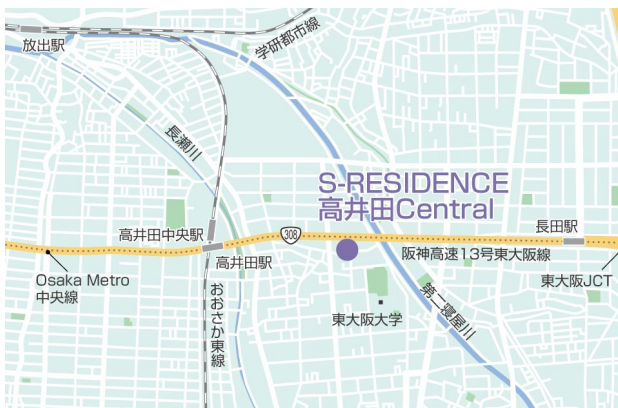 放出駅
学研都市線
長瀬川
S-RESIDENCE
高井田Central
308
高井田中央駅
長田駅
高井田駅
阪神高速13号東大阪線
Osaka Metro
中央線
東大阪JCT
おおさか東線
第二寝屋川
東大阪大学